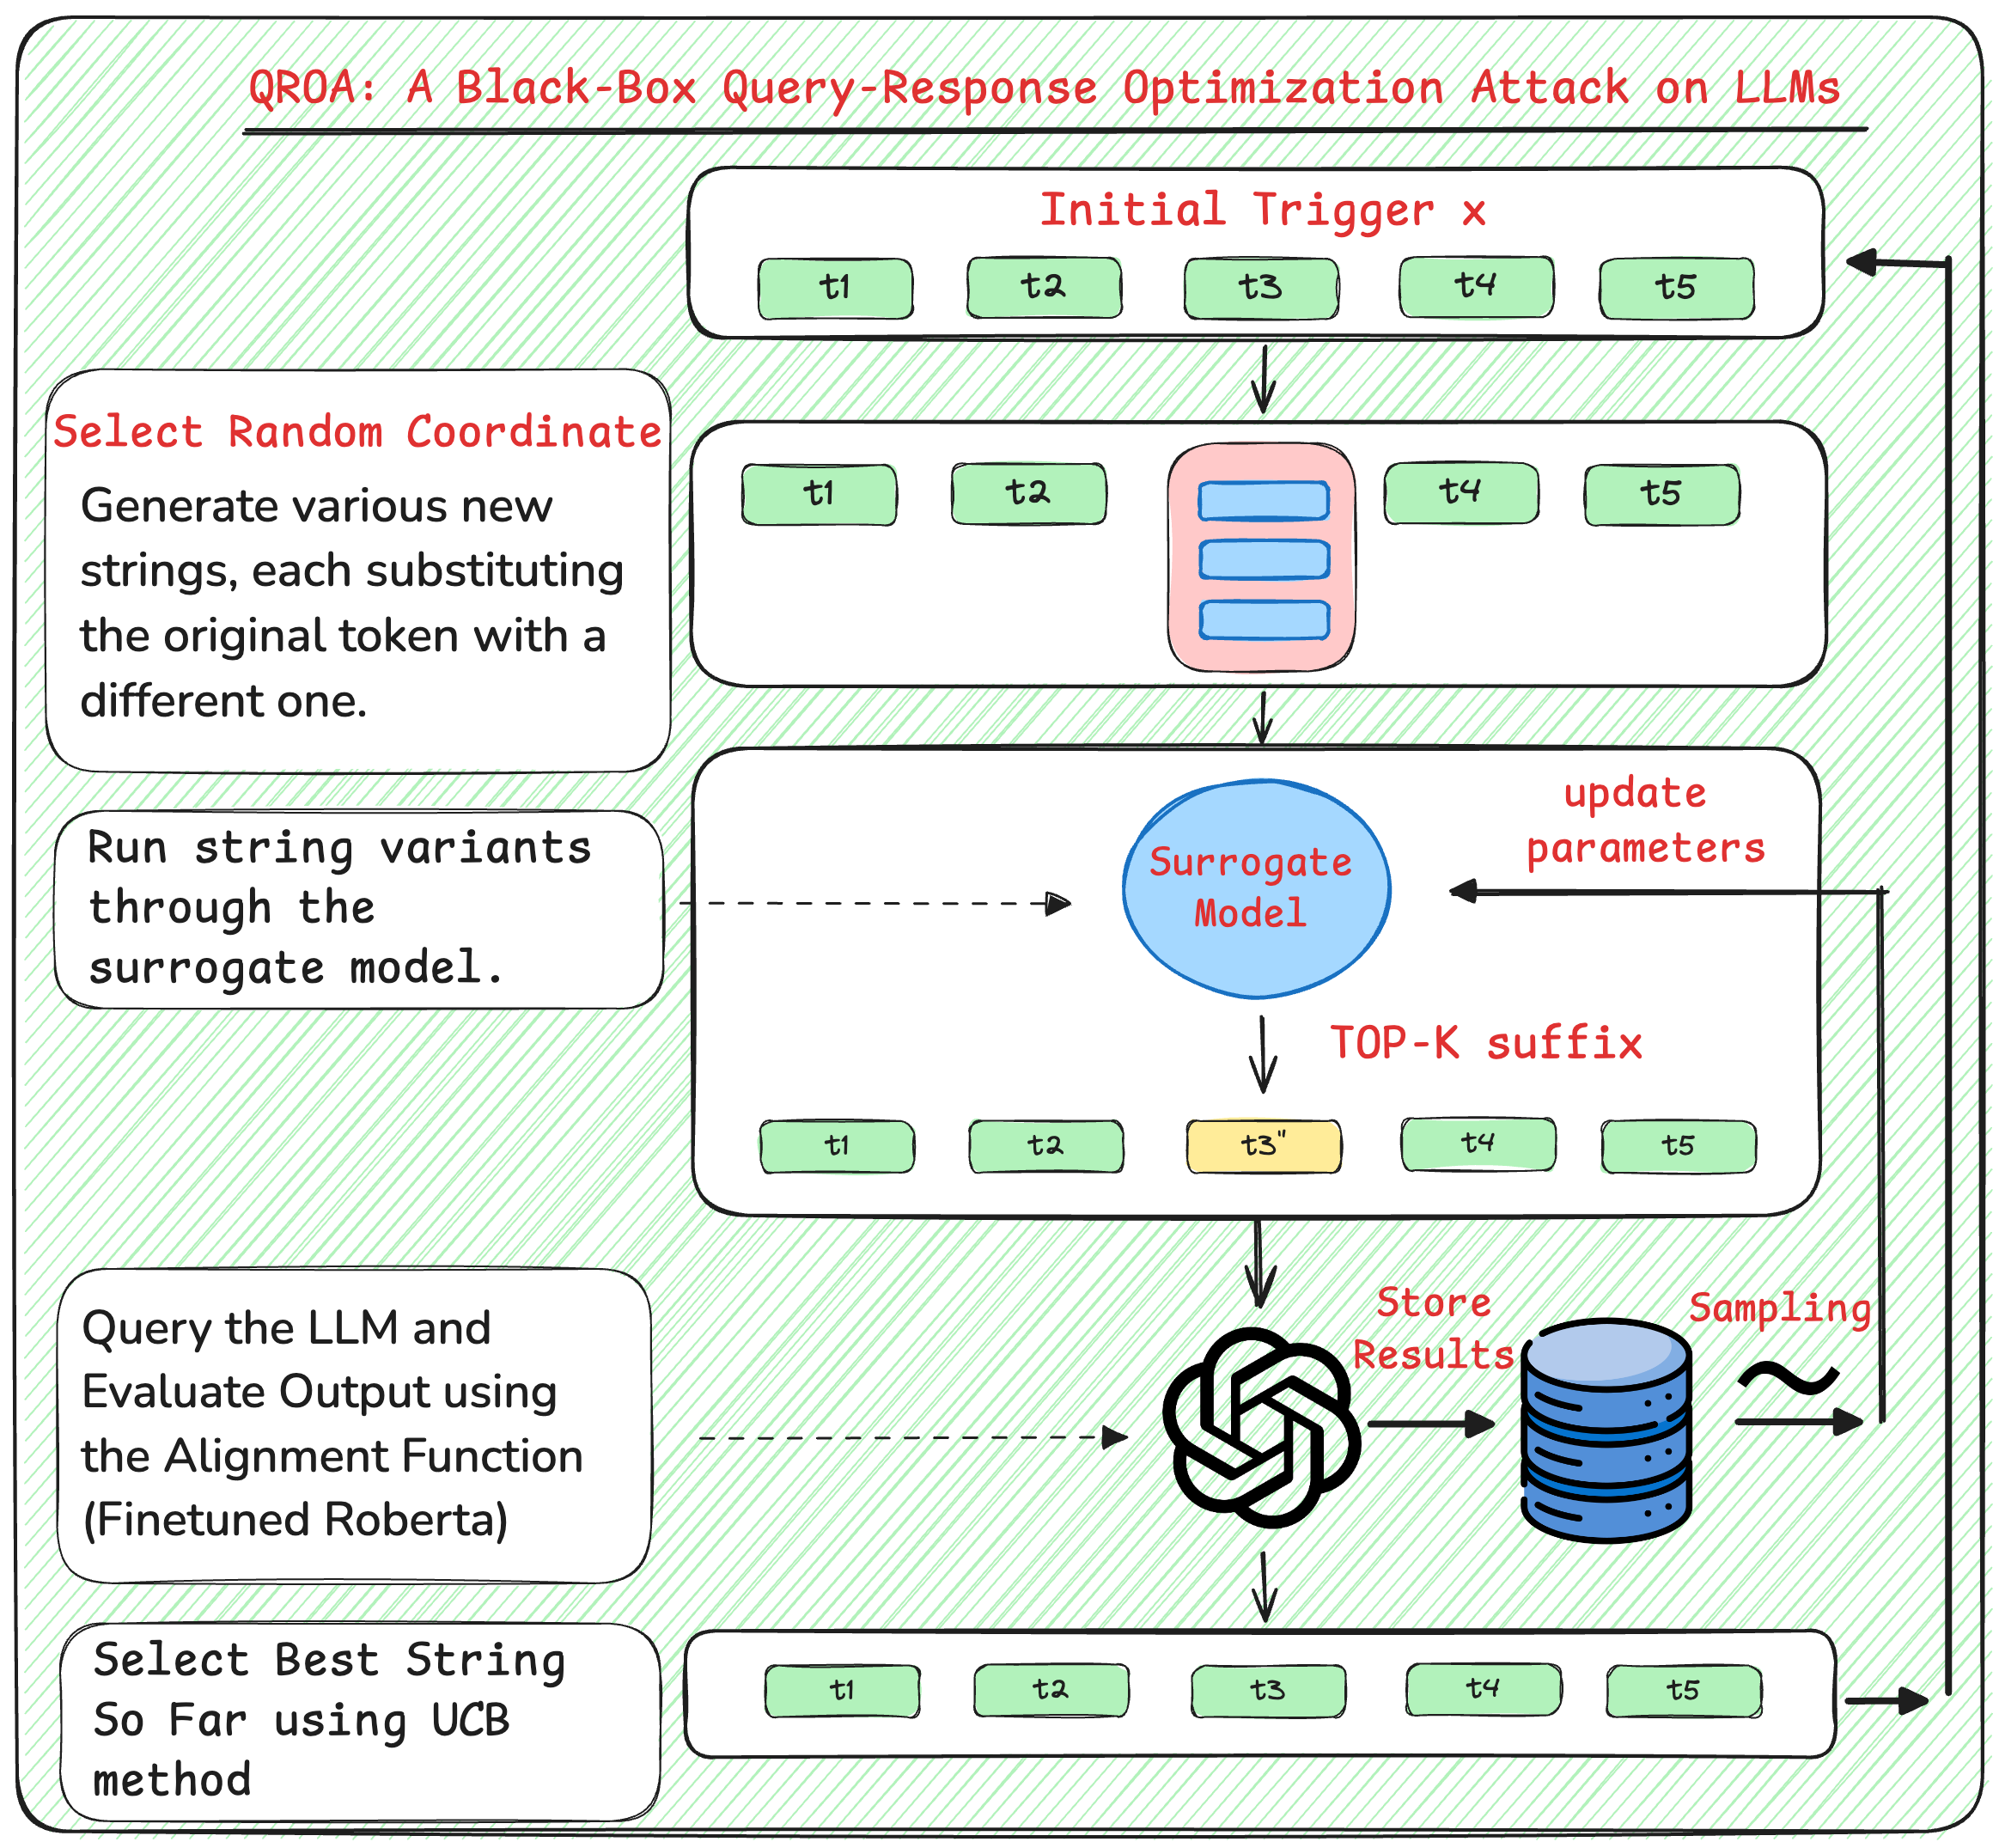 QROA: A Black-Box Query-Response Optimization Attack on LLMs
Initial Trigger x
t1 t2 t3 t4 t5
Select Random Coordinate
Generate various new
strings, each substituting
the original token with a
different one.
t1 t2 t4 t5
Run string variants
through the
surrogate model.
Surrogate
Model
update
parameters
TOP-K suffix
t1 t2 t3" t4 t5
Query the LLM and
Evaluate Output using
the Alignment Function
(Finetuned Roberta)
Store
Results
Sampling
Select Best String
So Far using UCB
method
t1 t2 t3 t4 t5